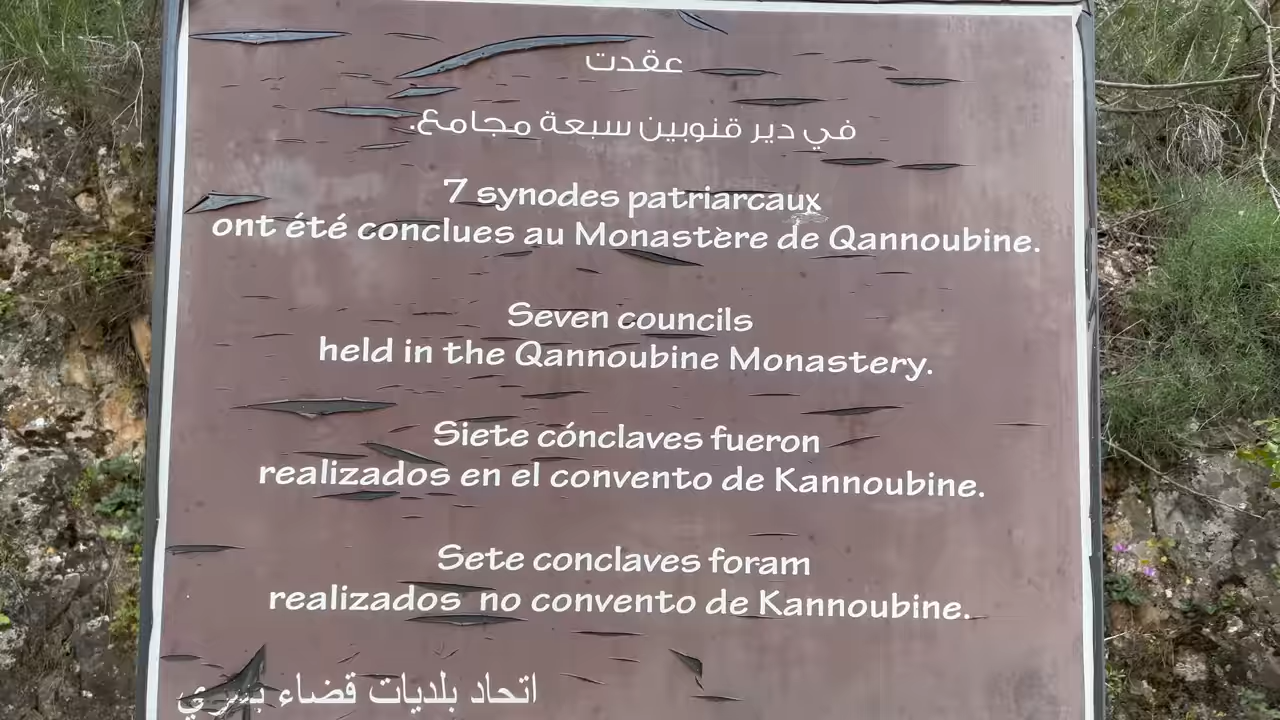 عقدت
في دير قنوبين سبعة مجامع.
7 synodes patriarcaux
ont été conclues au Monastère de Qannoubine.
Seven councils
held in the Qannoubine Monastery.
Siete cónclaves fueron
realizados en el convento de Kannoubine.
Sete conclaves foram
realizados no convento de Kannoubine.
اتحاد بلديات قضاء بشري